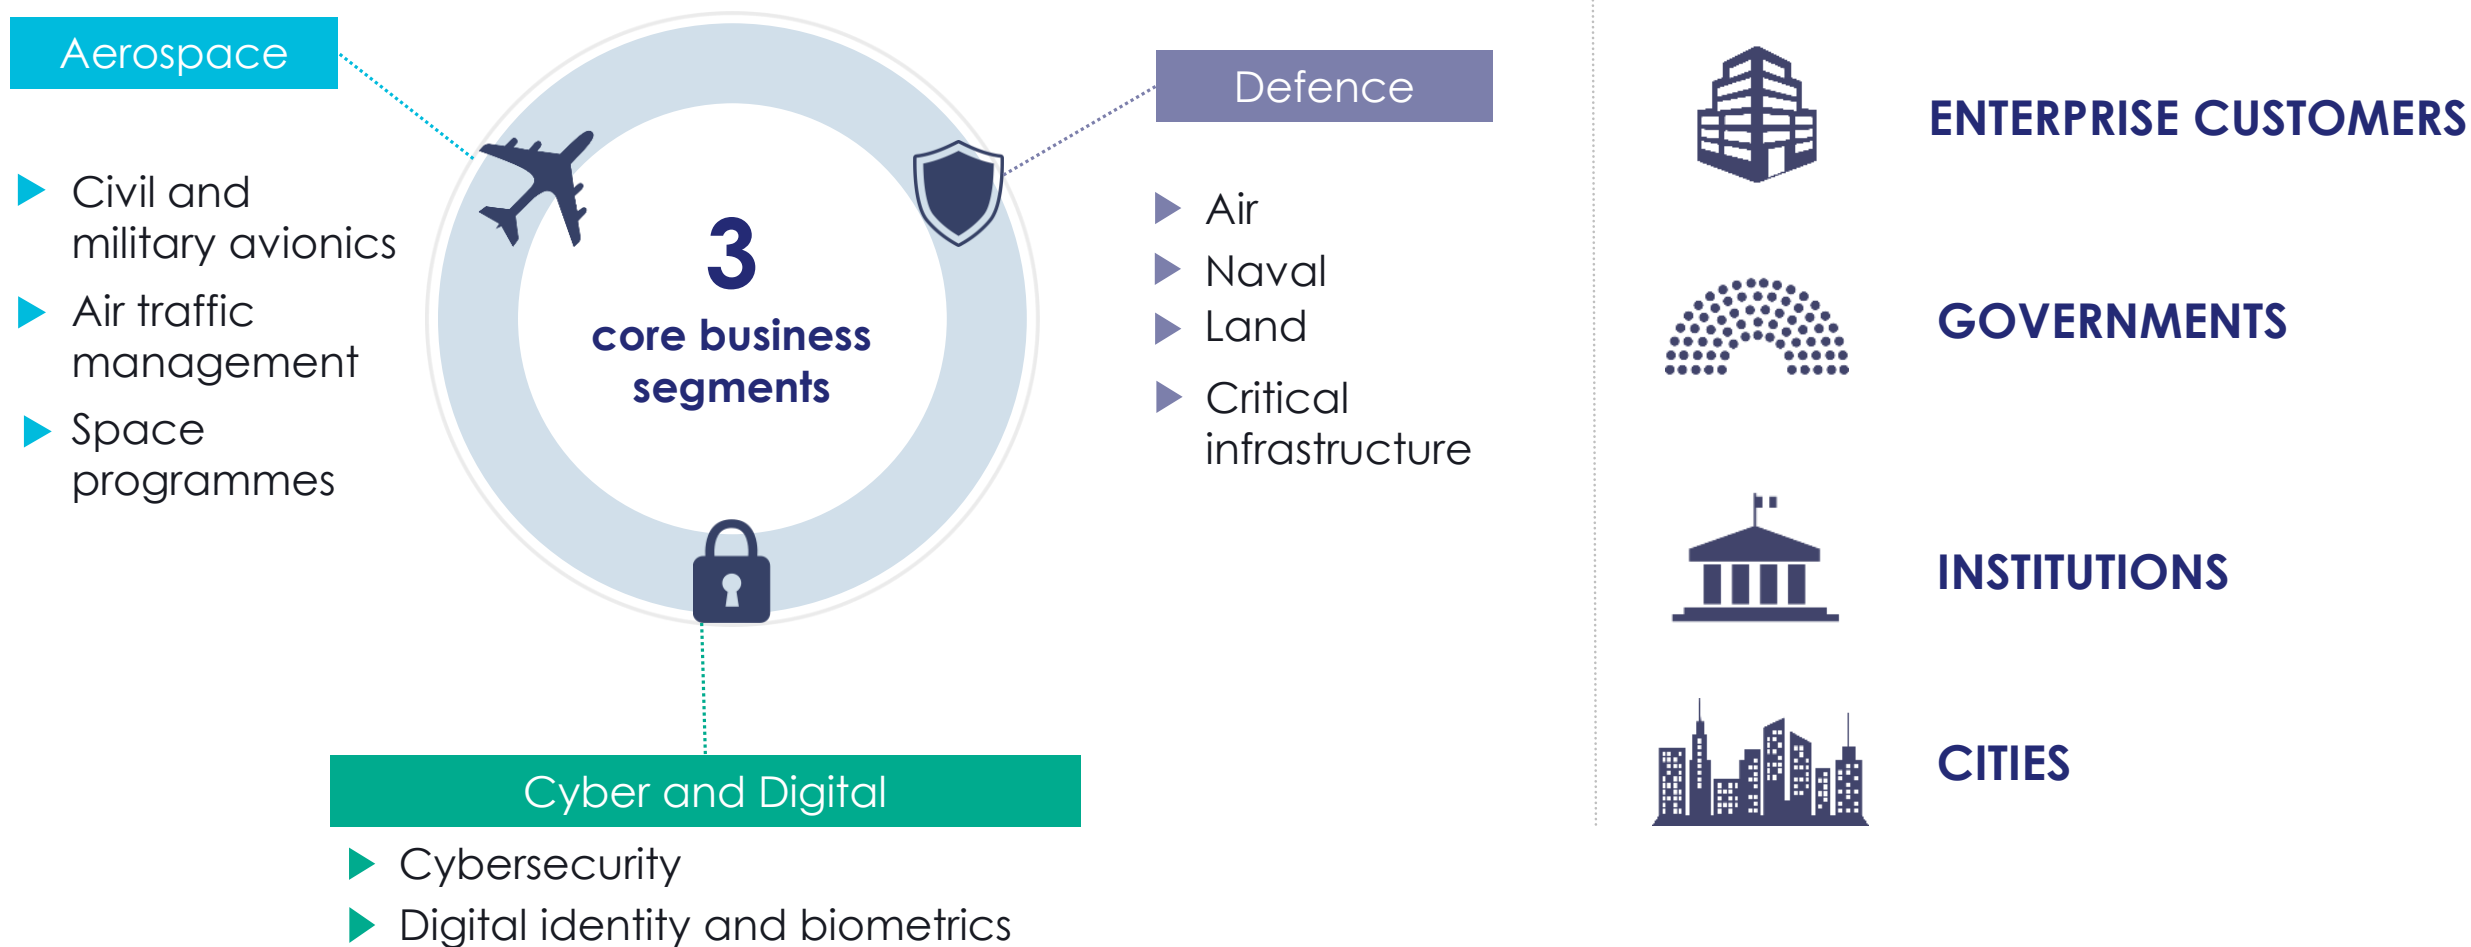 Aerospace
Civil and
military avionics
Air traffic
management
Space
programmes
3
core business
segments
Defence
Air
Naval
Land
Critical
infrastructure
Cyber and Digital
Cybersecurity
Digital identity and biometrics
ENTERPRISE CUSTOMERS
GOVERNMENTS
INSTITUTIONS
CITIES